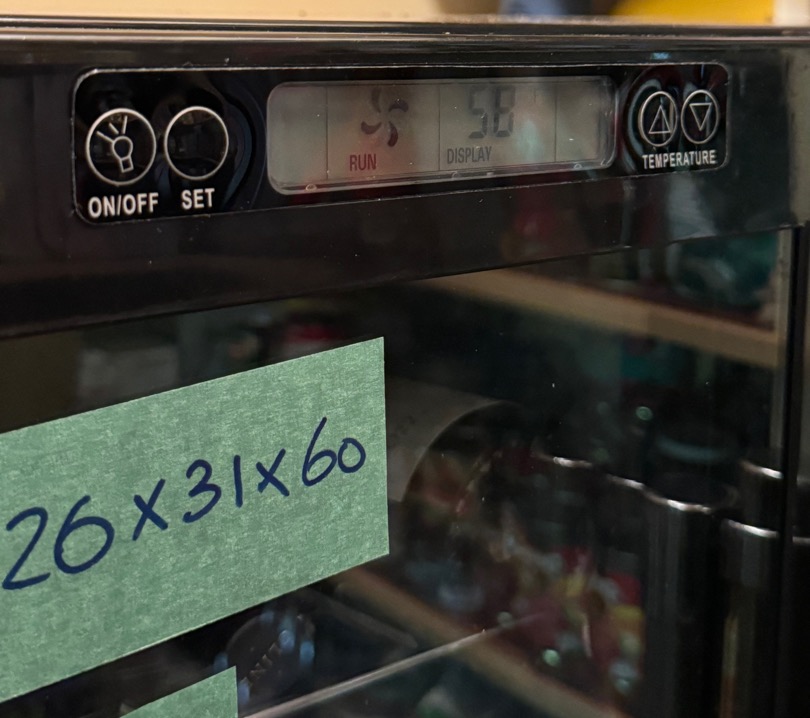 ON/OFF SET
RUN
58
DISPLAY
TEMPERATURE
26x31x60